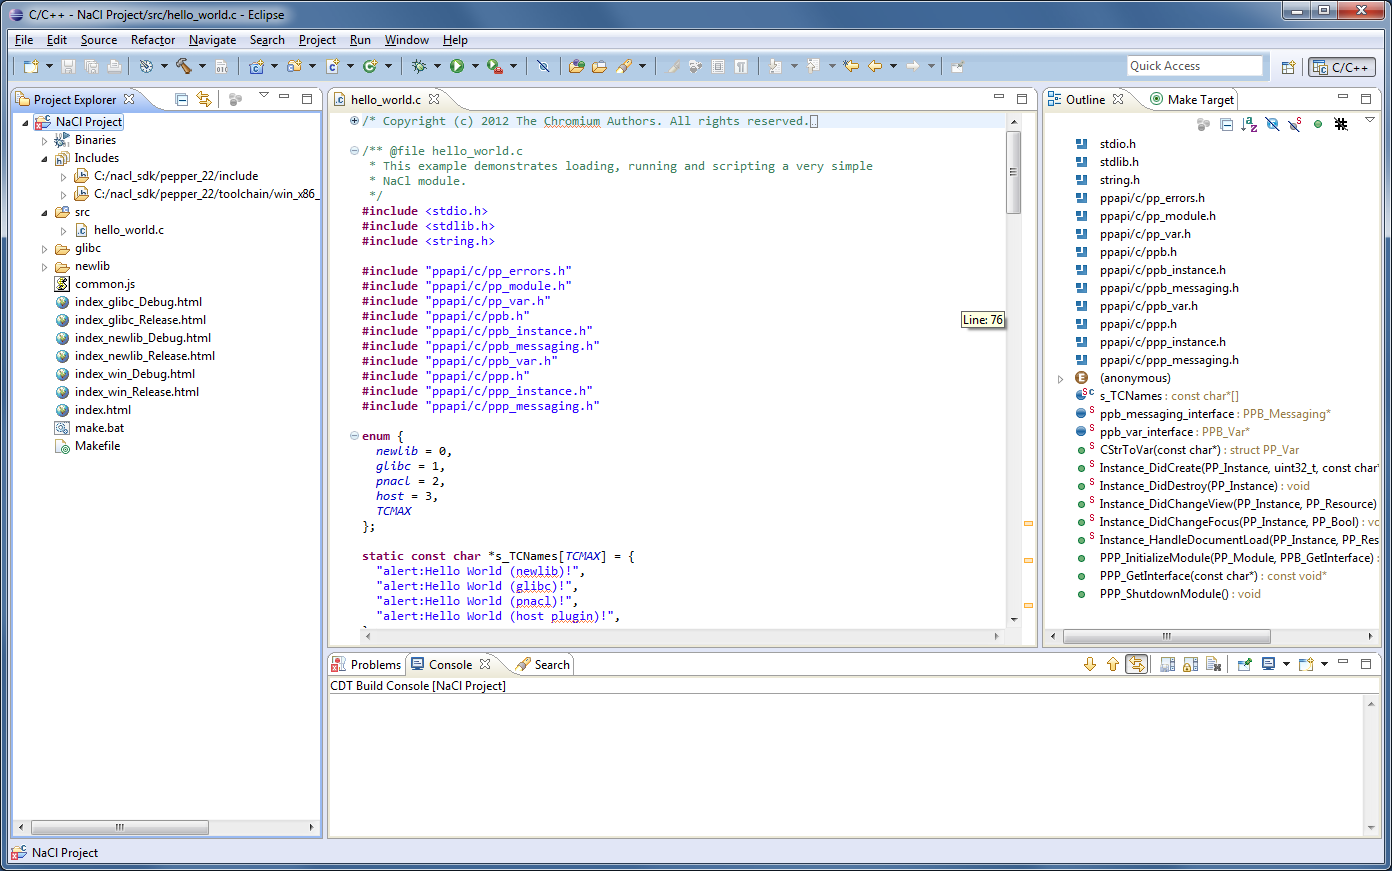 C/C++ - NaCl Project/src/hello_world.c - Eclipse
File Edit Source Refactor Navigate Search Project Run Window Help
Quick Access
C/C++
Project Explorer
NaCl Project
Binaries
Includes
C:/nacl_sdk/pepper_22/include
C:/nacl_sdk/pepper_22/toolchain/win_x86_
src
hello_world.c
glibc
newlib
common.js
index_glibc_Debug.html
index_glibc_Release.html
index_newlib_Debug.html
index_newlib_Release.html
index_win_Debug.html
index_win_Release.html
index.html
make.bat
Makefile
hello_world.c
/* Copyright (c) 2012 The Chromium Authors. All rights reserved.
/** @file hello_world.c
* This example demonstrates loading, running and scripting a very simple
* NaCl module.
*/
#include <stdio.h>
#include <stdlib.h>
#include <string.h>
#include "ppapi/c/pp_errors.h"
#include "ppapi/c/pp_module.h"
#include "ppapi/c/pp_var.h"
#include "ppapi/c/ppb.h"
#include "ppapi/c/ppb_instance.h"
#include "ppapi/c/ppb_messaging.h"
#include "ppapi/c/ppb_var.h"
#include "ppapi/c/ppp.h"
#include "ppapi/c/ppp_instance.h"
#include "ppapi/c/ppp_messaging.h"
enum {
newlib = 0,
glibc = 1,
pnacl = 2,
host = 3,
TCMAX
};
static const char *s_TCNames[TCMAX] = {
"alert:Hello World (newlib)!",
"alert:Hello World (glibc)!",
"alert:Hello World (pnacl)!",
"alert:Hello World (host plugin)!",
Line: 76
Outline
Make Target
stdio.h
stdlib.h
string.h
ppapi/c/pp_errors.h
ppapi/c/pp_module.h
ppapi/c/pp_var.h
ppapi/c/ppb.h
ppapi/c/ppb_instance.h
ppapi/c/ppb_messaging.h
ppapi/c/ppb_var.h
ppapi/c/ppp.h
ppapi/c/ppp_instance.h
ppapi/c/ppp_messaging.h
(anonymous)
s_TCNames : const char*[]
ppb_messaging_interface : PPB_Messaging*
ppb_var_interface : PPB_Var*
CStrToVar(const char*) : struct PP_Var
Instance_DidCreate(PP_Instance, uint32_t, const char*
Instance_DidDestroy(PP_Instance) : void
Instance_DidChangeView(PP_Instance, PP_Resource)
Instance_DidChangeFocus(PP_Instance, PP_Bool) : vo
Instance_HandleDocumentLoad(PP_Instance, PP_Res
PPP_InitializeModule(PP_Module, PPB_GetInterface) :
PPP_GetInterface(const char*) : const void*
PPP_ShutdownModule() : void
Problems
Console
Search
CDT Build Console [NaCl Project]
NaCl Project